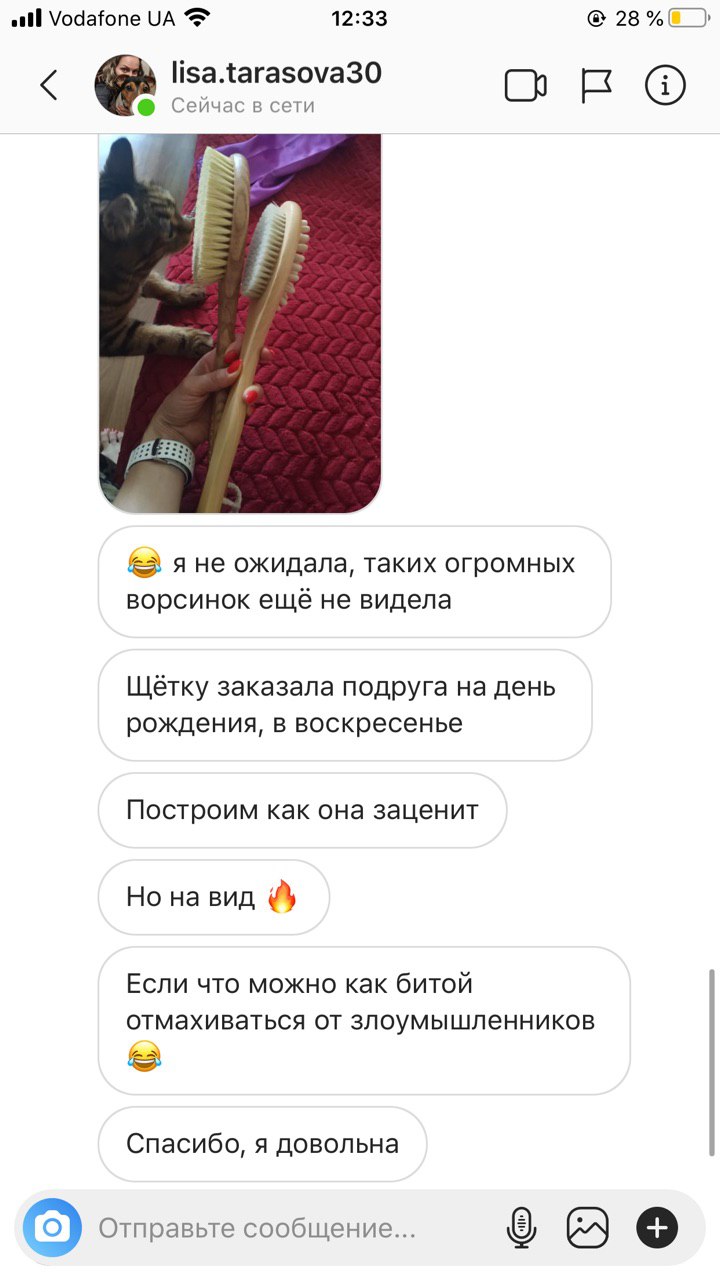 Vodafone UA 12:33 28 %
lisa.tarasova30
Сейчас в сети
😂 я не ожидала, таких огромных
ворсинок ещё не видела
Щётку заказала подруга на день
рождения, в воскресенье
Построим как она заценит
Но на вид 🔥
Если что можно как битой
отмахиваться от злоумышленников
😂
Спасибо, я довольна
Отправьте сообщение...